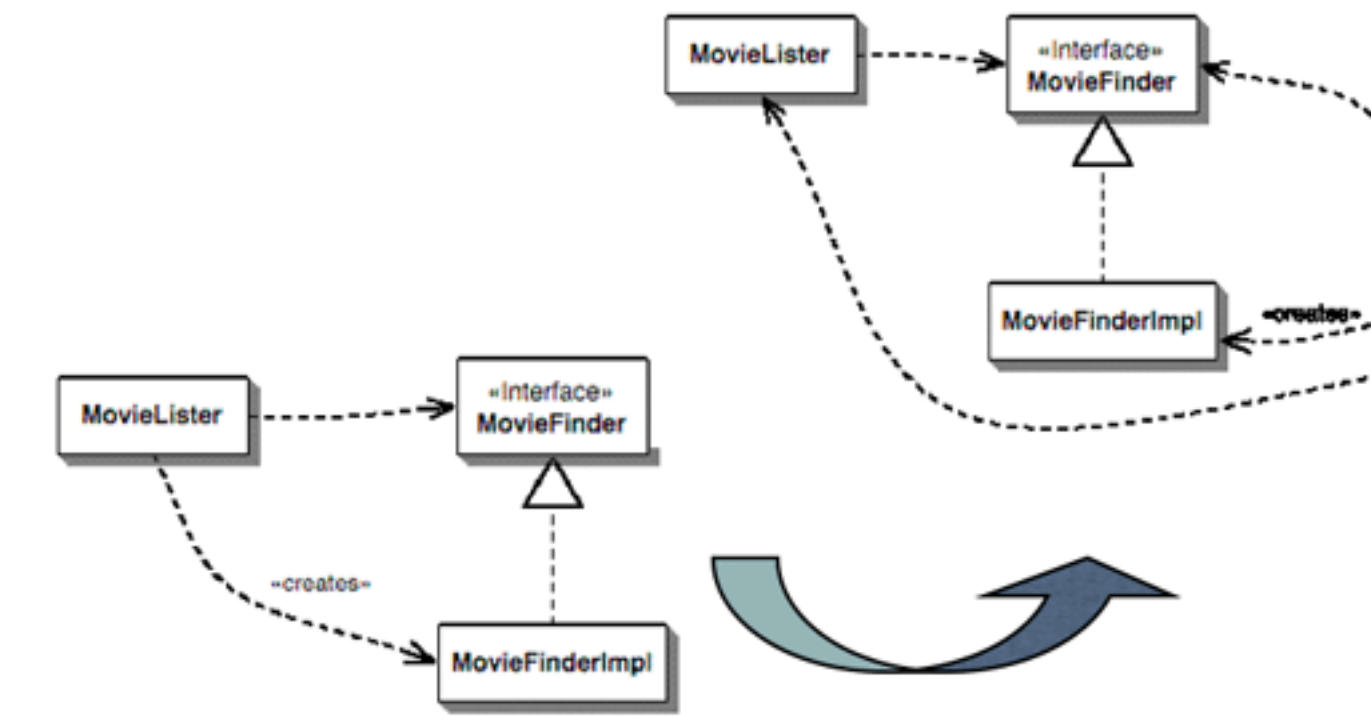 MovieLister
«Interface»
MovieFinder
MovieFinderImpl
«creates»
MovieLister
«Interface»
MovieFinder
«creates»
MovieFinderImpl